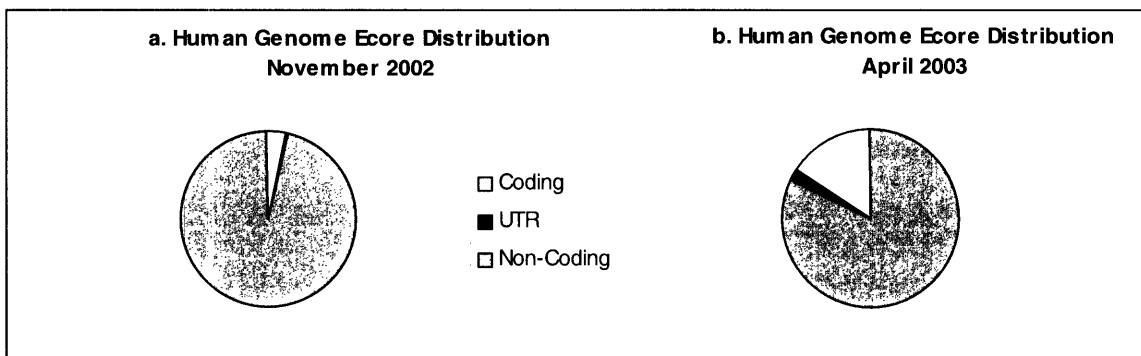 a. Human Genome Ecore Distribution
November 2002
b. Human Genome Ecore Distribution
April 2003
Coding
UTR
Non-Coding